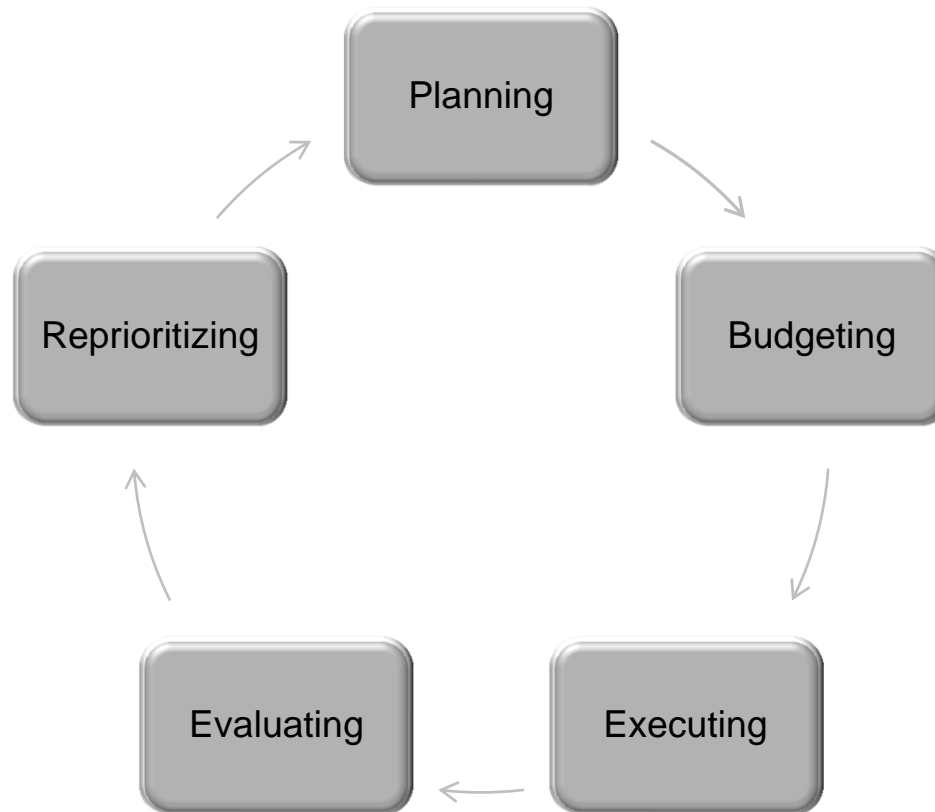 Planning
Budgeting
Executing
Evaluating
Reprioritizing